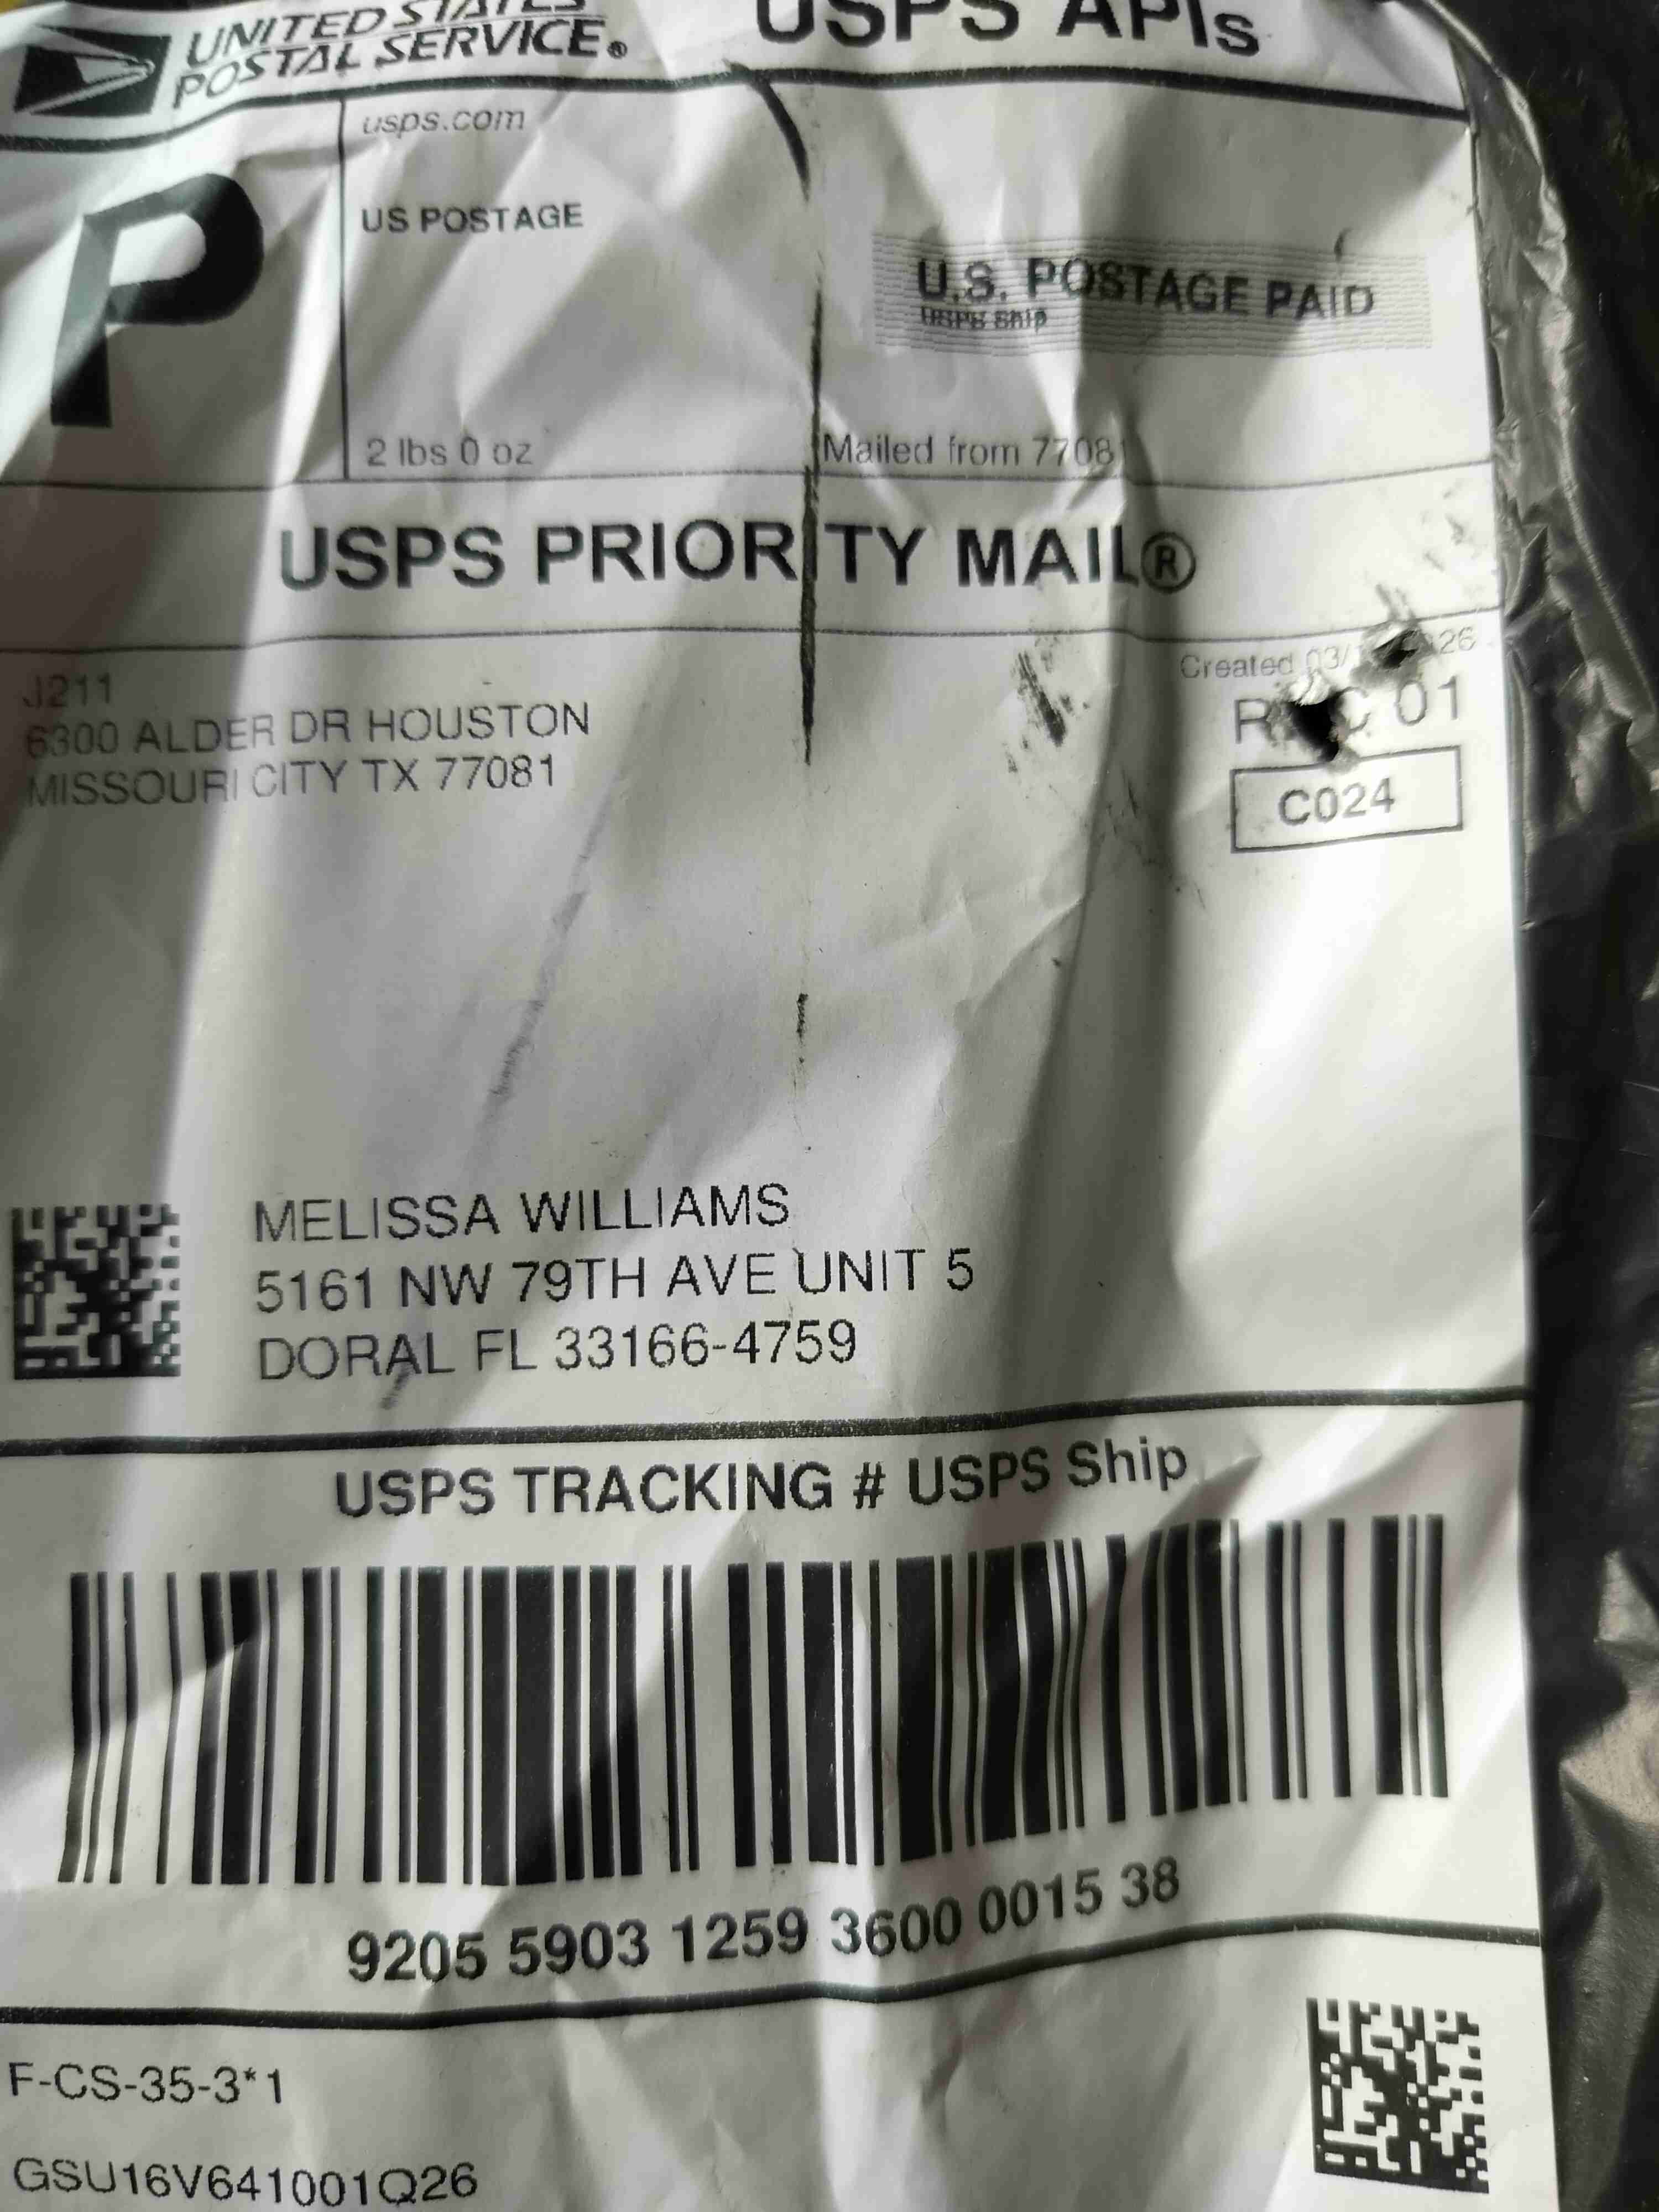 UNITED STATES
POSTAL SERVICE®
USPS APIs
usps.com
US POSTAGE
U.S. POSTAGE PAID
USPS Ship
2 lbs 0 oz
Mailed from 77081
P
USPS PRIORITY MAIL®
Created
J211
6300 ALDER DR HOUSTON
MISSOURI CITY TX 77081
01
C024
MELISSA WILLIAMS
5161 NW 79TH AVE UNIT 5
DORAL FL 33166-4759
USPS TRACKING # USPS Ship
9205 5903 1259 3600 0015 38
F-CS-35-3*1
GSU16V641001Q26